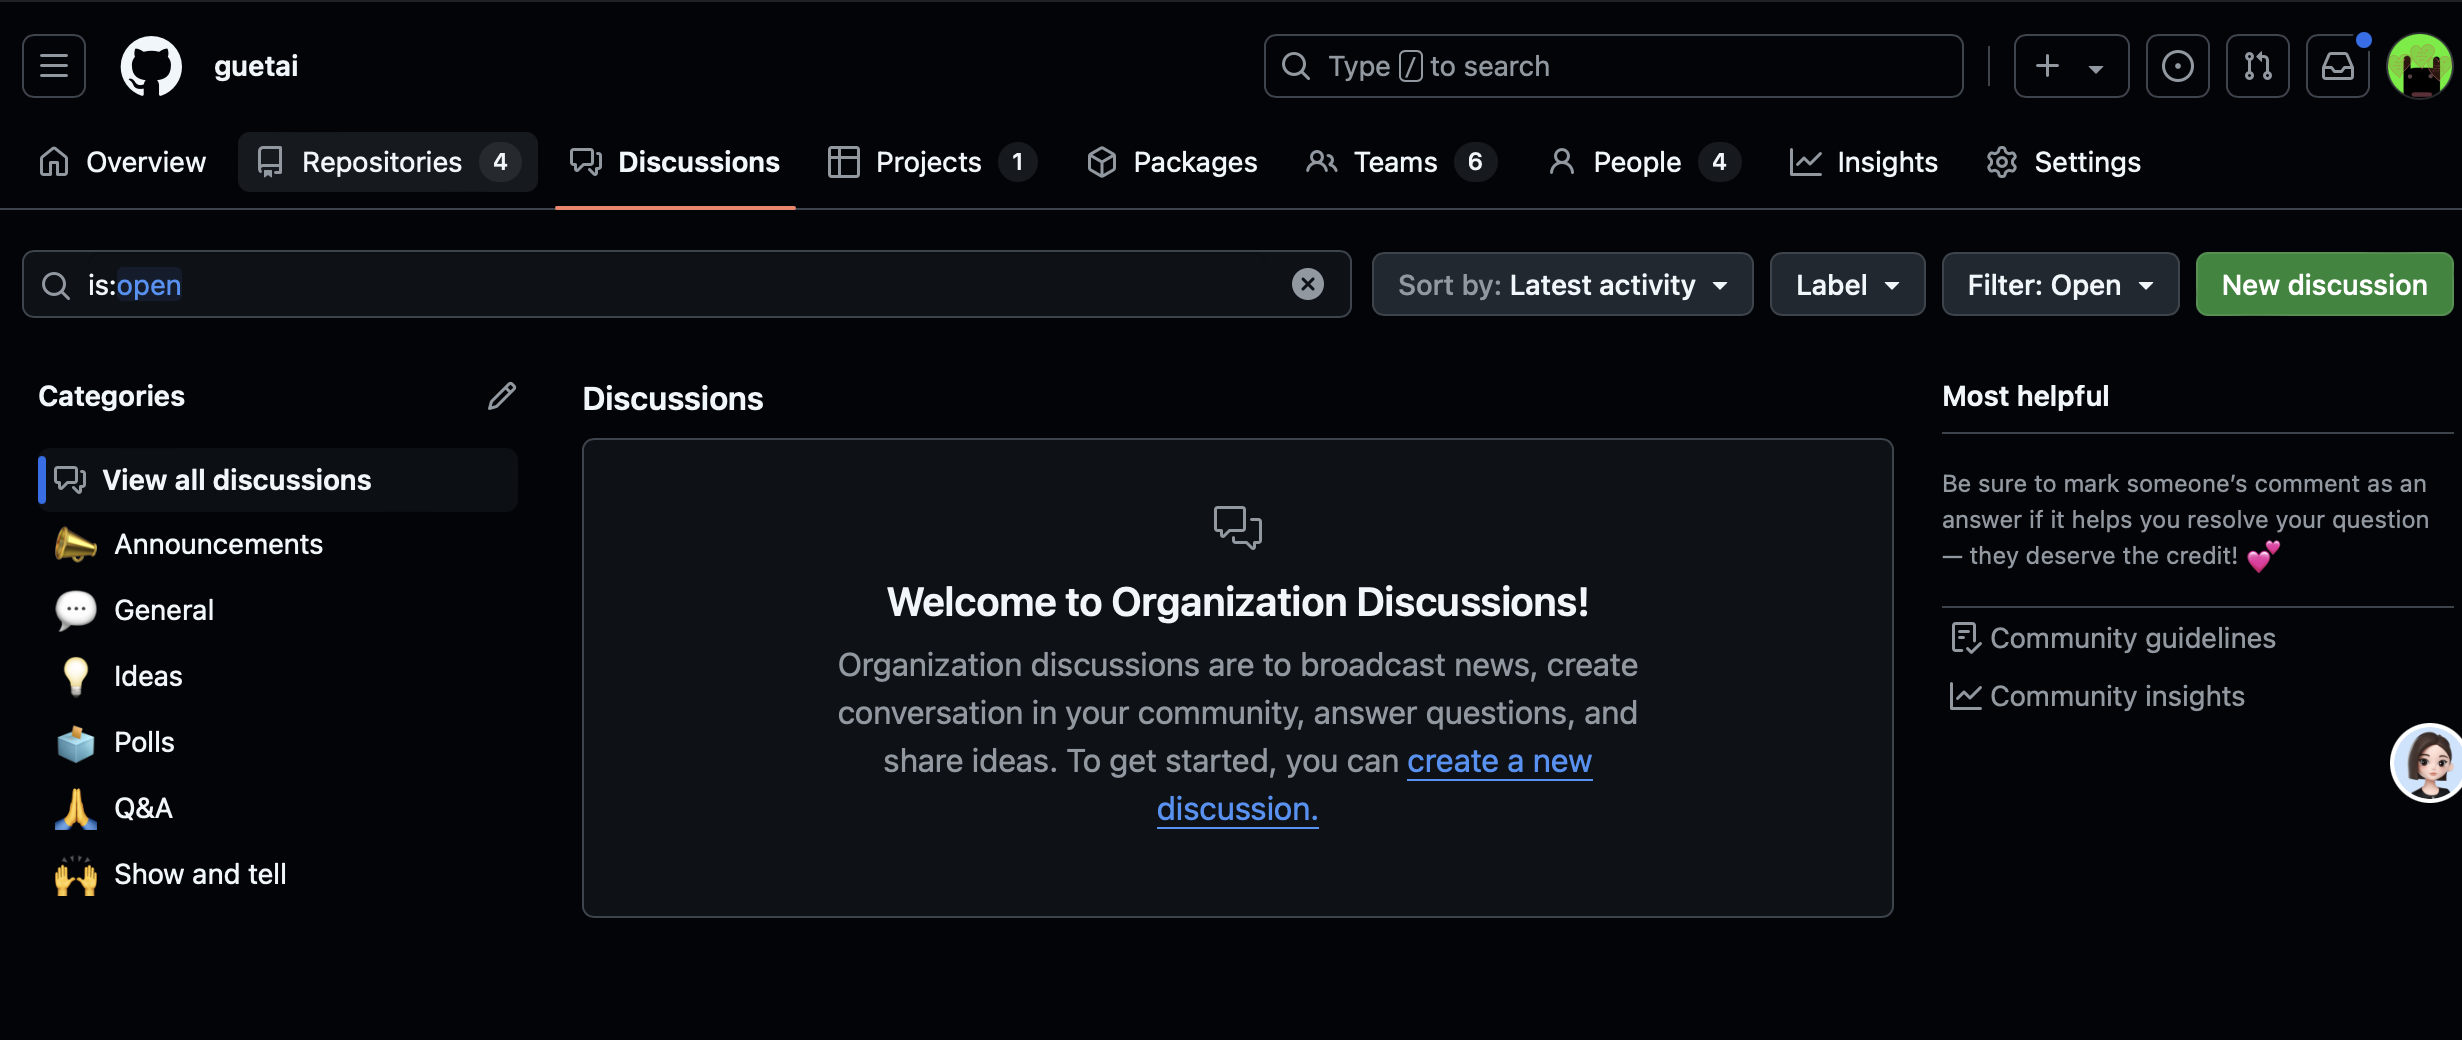 guetai
Type / to search
Overview
Repositories 4
Discussions
Projects 1
Packages
Teams 6
People 4
Insights
Settings
is:open
Sort by: Latest activity
Label
Filter: Open
New discussion
Categories
View all discussions
Announcements
General
Ideas
Polls
Q&A
Show and tell
Discussions
Welcome to Organization Discussions!
Organization discussions are to broadcast news, create
conversation in your community, answer questions, and
share ideas. To get started, you can create a new
discussion.
Most helpful
Be sure to mark someone’s comment as an
answer if it helps you resolve your question
— they deserve the credit! 💕
Community guidelines
Community insights